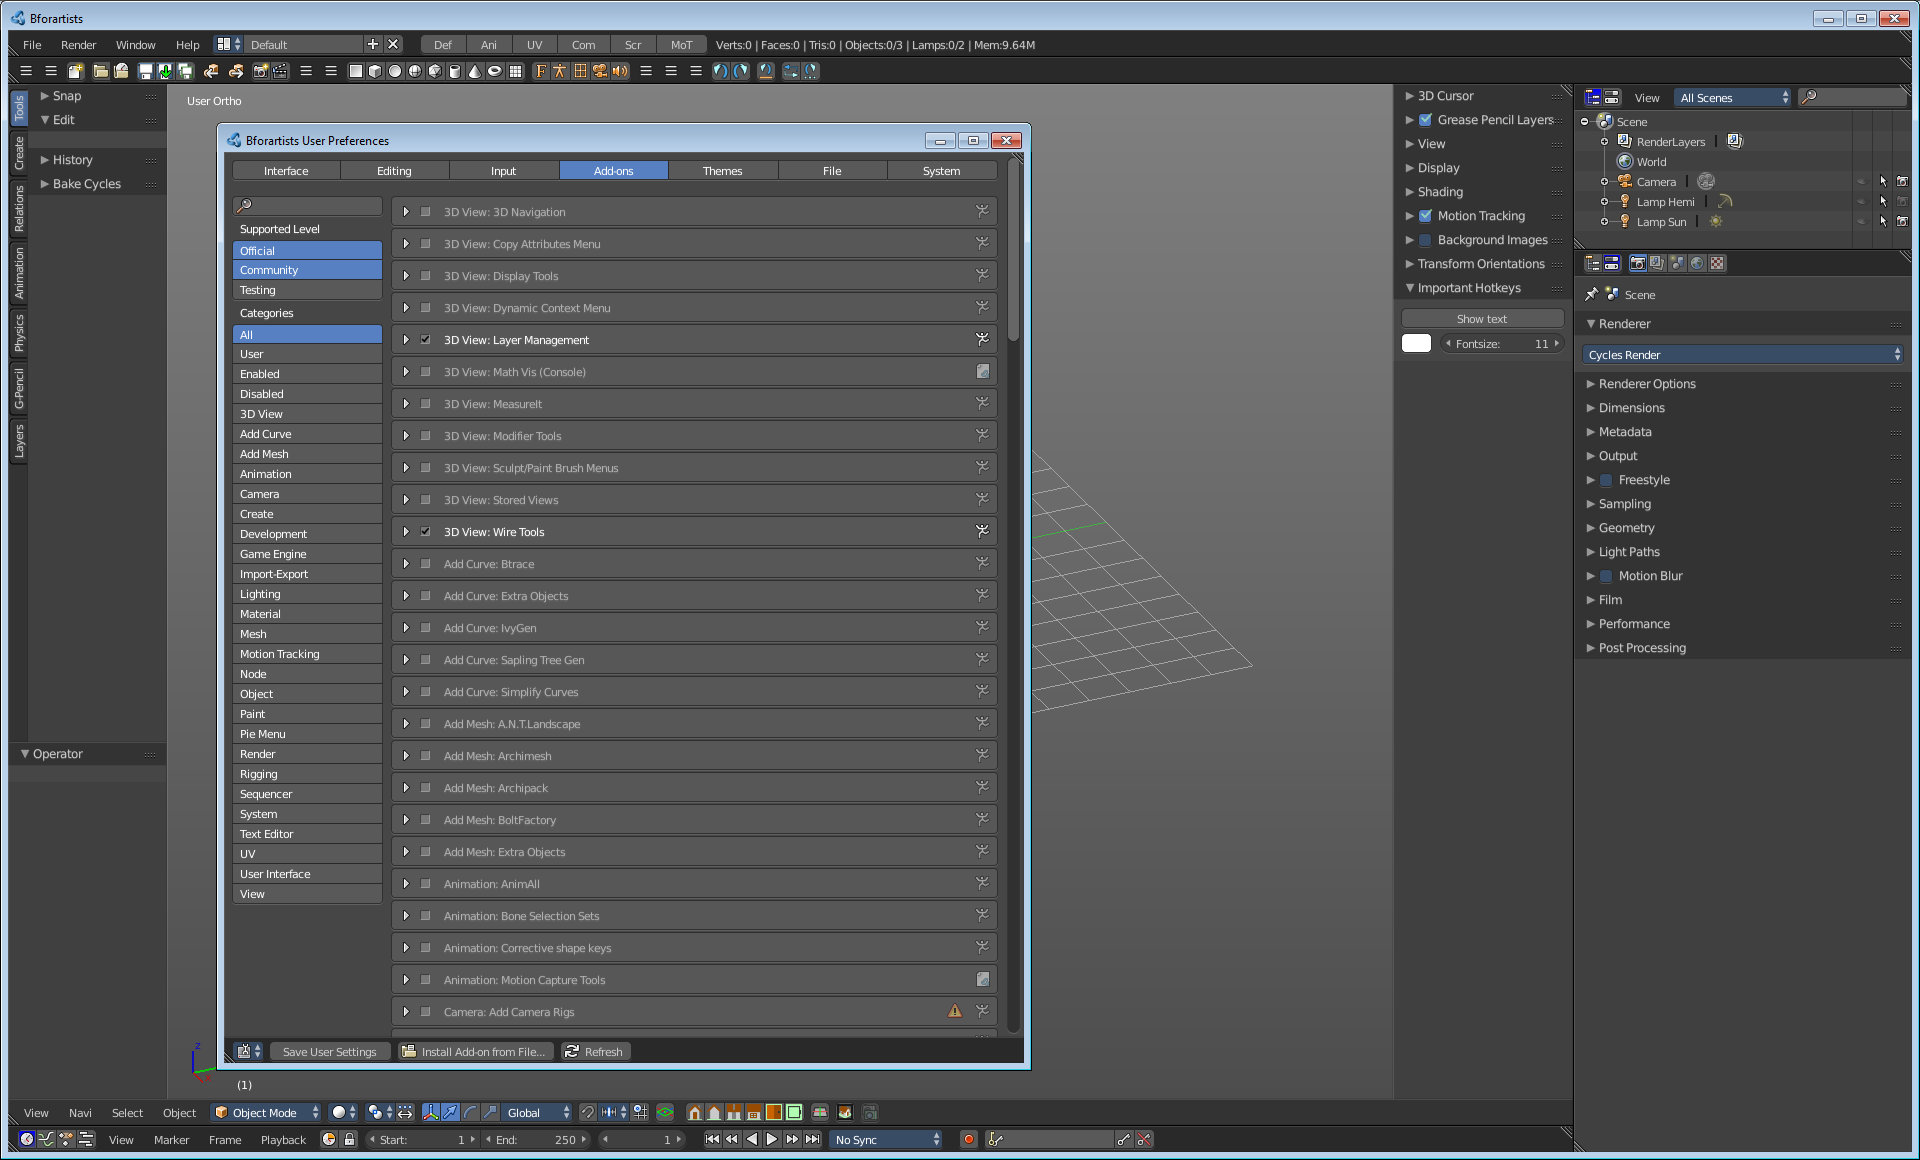 Bforartists
File Render Window Help Default Def Ani UV Com Scr MoT Verts:0 | Faces:0 | Tris:0 | Objects:0/3 | Lamps:0/2 | Mem:9.64M
Tools
Create
Relations
Animation
Physics
G-Pencil
Layers
Snap
Edit
History
Bake Cycles
Operator
User Ortho
Bforartists User Preferences
Interface Editing Input Add-ons Themes File System
Supported Level
Official
Community
Testing
Categories
All
User
Enabled
Disabled
3D View
Add Curve
Add Mesh
Animation
Camera
Create
Development
Game Engine
Import-Export
Lighting
Material
Mesh
Motion Tracking
Node
Object
Paint
Pie Menu
Render
Rigging
Sequencer
System
Text Editor
UV
User Interface
View
3D View: 3D Navigation
3D View: Copy Attributes Menu
3D View: Display Tools
3D View: Dynamic Context Menu
3D View: Layer Management
3D View: Math Vis (Console)
3D View: MeasureIt
3D View: Modifier Tools
3D View: Sculpt/Paint Brush Menus
3D View: Stored Views
3D View: Wire Tools
Add Curve: Btrace
Add Curve: Extra Objects
Add Curve: IvyGen
Add Curve: Sapling Tree Gen
Add Curve: Simplify Curves
Add Mesh: A.N.T.Landscape
Add Mesh: Archimesh
Add Mesh: Archipack
Add Mesh: BoltFactory
Add Mesh: Extra Objects
Animation: AnimAll
Animation: Bone Selection Sets
Animation: Corrective shape keys
Animation: Motion Capture Tools
Camera: Add Camera Rigs
Save User Settings Install Add-on from File... Refresh
z
x
(1)
3D Cursor
Grease Pencil Layers
View
Display
Shading
Motion Tracking
Background Images
Transform Orientations
Important Hotkeys
Show text
Fontsize: 11
View All Scenes
Scene
RenderLayers |
World
Camera |
Lamp Hemi |
Lamp Sun |
Scene
Renderer
Cycles Render
Renderer Options
Dimensions
Metadata
Output
Freestyle
Sampling
Geometry
Light Paths
Motion Blur
Film
Performance
Post Processing
View Navi Select Object Object Mode Global
View Marker Frame Playback Start: 1 End: 250 1 No Sync